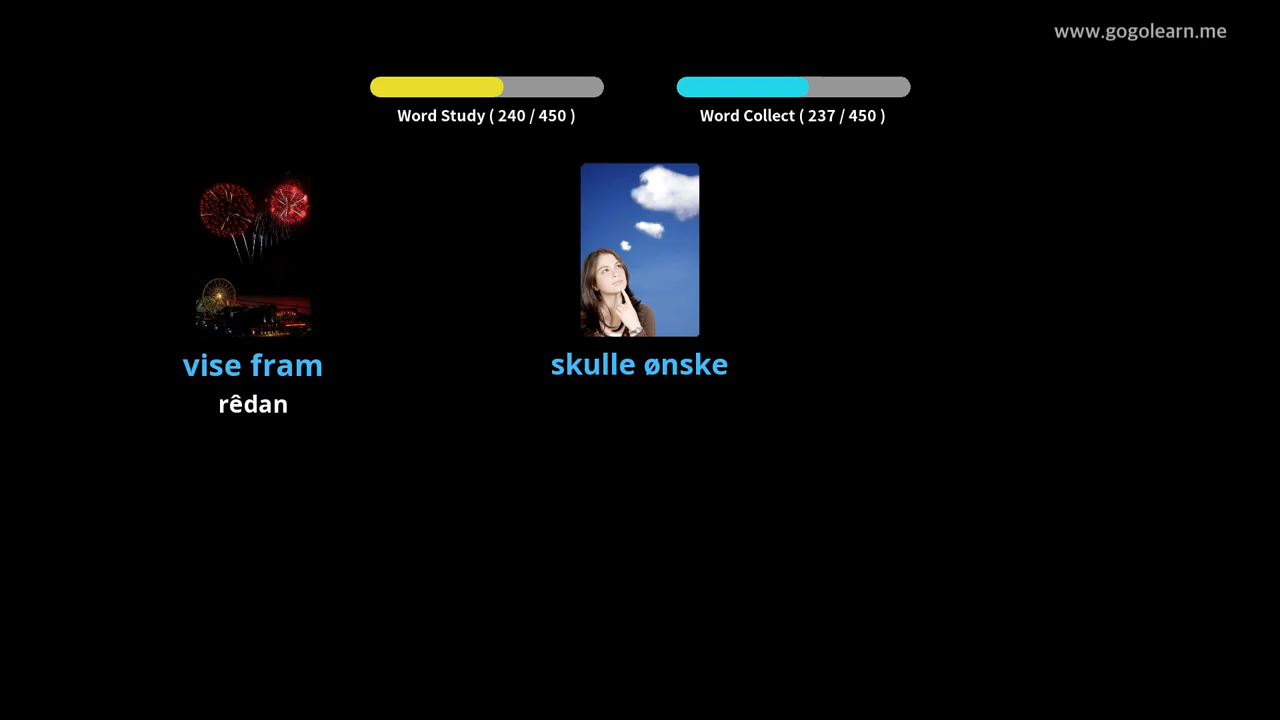 www.gogolearn.me
Word Study ( 240 / 450 )
Word Collect ( 237 / 450 )
vise fram
rêdan
skulle ønske